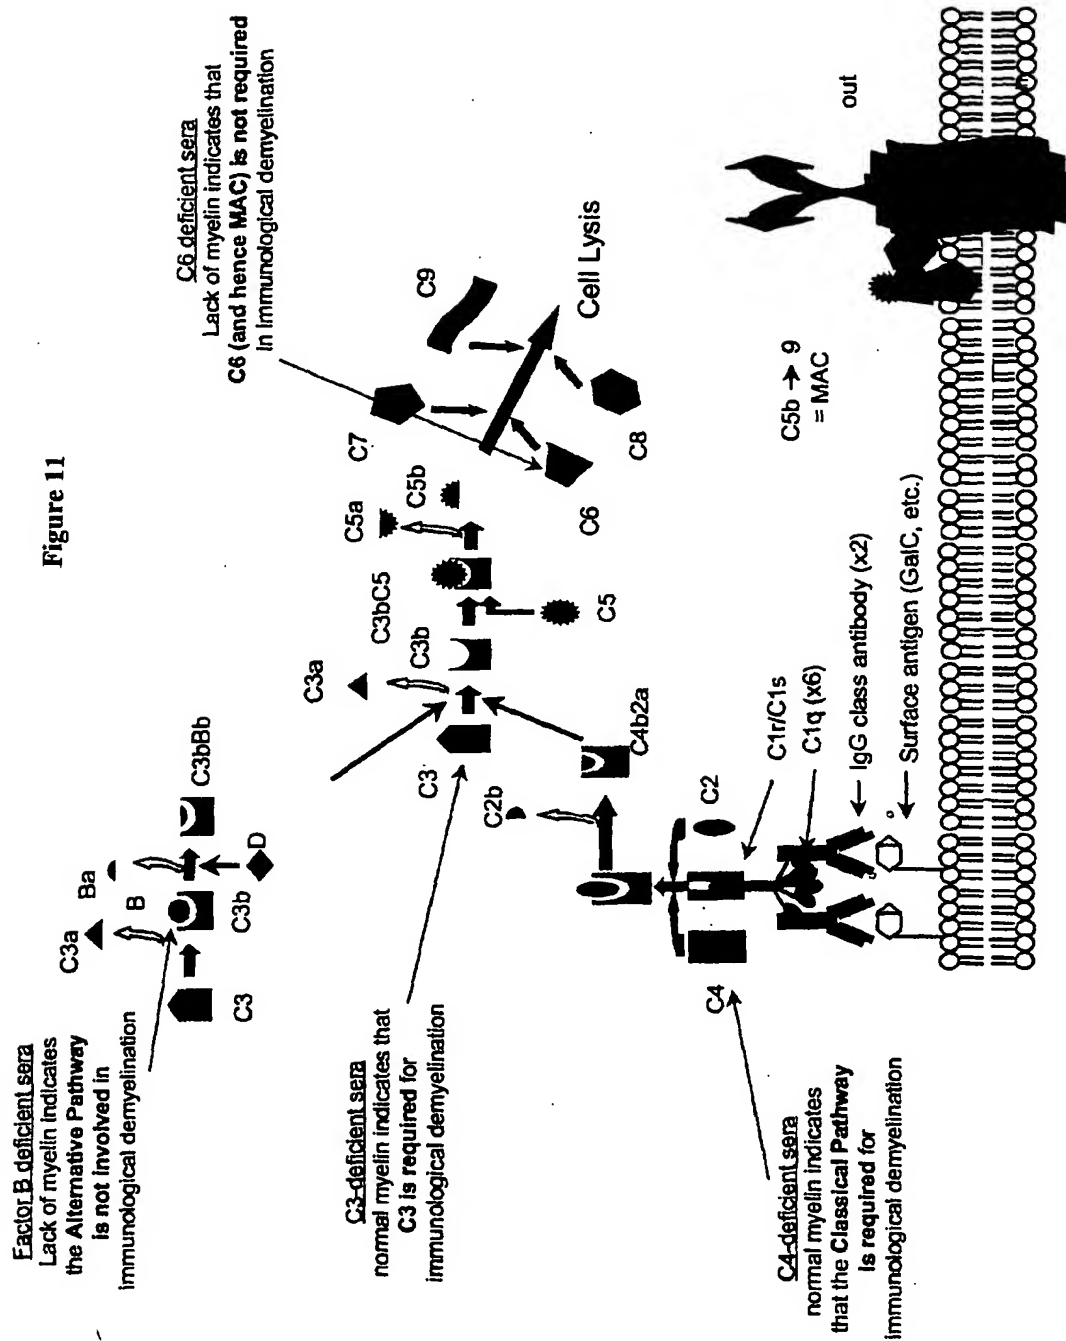 Figure 11
Factor B deficient sera
Lack of myelin indicates
the Alternative Pathway
is not involved in
immunological demyelination
C3a
Ba
B
C3
C3b
D
C3bBb
C3-deficient sera
normal myelin indicates that
C3 is required for
immunological demyelination
C3a
C3
C3b
C3bC5
C5
C5a
C5b
C6 deficient sera
Lack of myelin indicates that
C6 (and hence MAC) is not required
in Immunological demyelination
C7
C9
C6
C8
Cell Lysis
C4-deficient sera
normal myelin indicates
that the Classical Pathway
Is required for
immunological demyelination
C2b
C4b2a
C4
C2
C1r/C1s
C1q (x6)
IgG class antibody (x2)
Surface antigen (GalC, etc.)
C5b → 9
= MAC
out